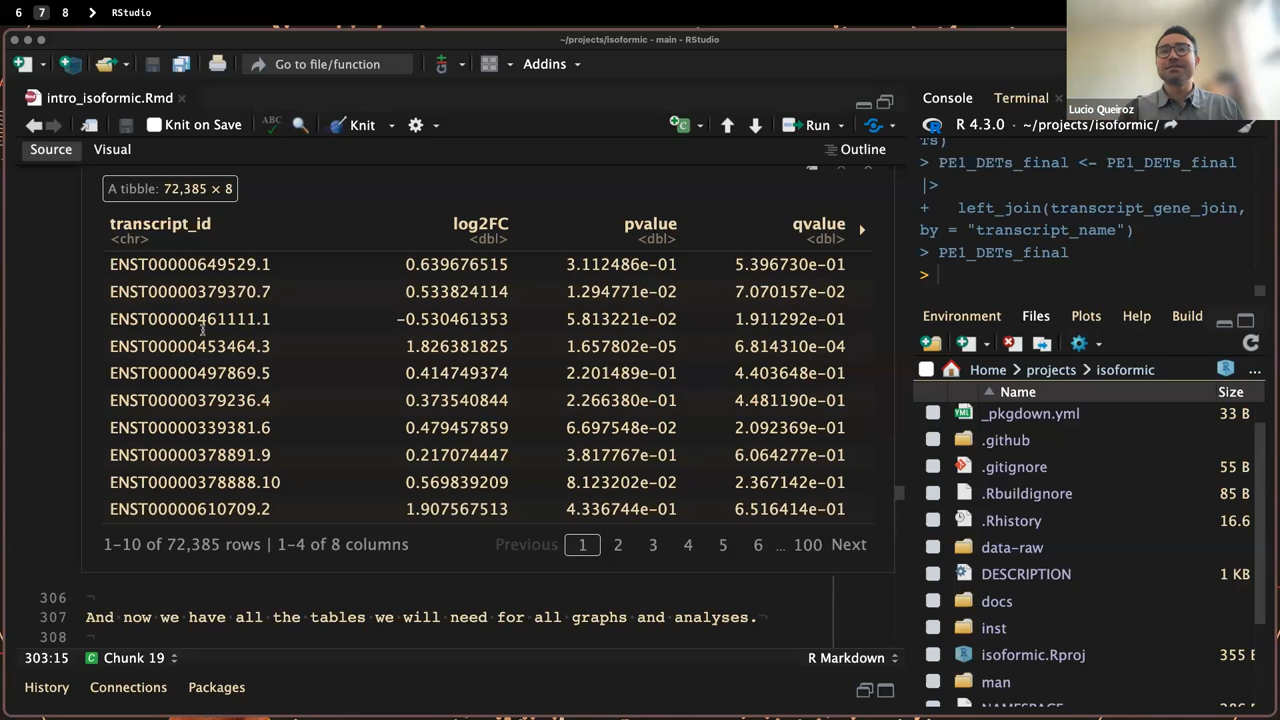 6 7 8 RStudio
~/projects/isoformic - main - RStudio
Go to file/function Addins
intro_isoformic.Rmd
Knit on Save ABC Knit Run
Source Visual Outline
A tibble: 72,385 × 8
transcript_id log2FC pvalue qvalue
<chr> <dbl> <dbl> <dbl>
ENST00000649529.1 0.639676515 3.112486e-01 5.396730e-01
ENST00000379370.7 0.533824114 1.294771e-02 7.070157e-02
ENST00000461111.1 −0.530461353 5.813221e-02 1.911292e-01
ENST00000453464.3 1.826381825 1.657802e-05 6.814310e-04
ENST00000497869.5 0.414749374 2.201489e-01 4.403648e-01
ENST00000379236.4 0.373540844 2.266380e-01 4.481190e-01
ENST00000339381.6 0.479457859 6.697548e-02 2.092369e-01
ENST00000378891.9 0.217074447 3.817767e-01 6.064277e-01
ENST00000378888.10 0.569839209 8.123202e-02 2.367142e-01
ENST00000610709.2 1.907567513 4.336744e-01 6.516414e-01
1-10 of 72,385 rows | 1-4 of 8 columns Previous 1 2 3 4 5 6 ... 100 Next
306
307 And now we have all the tables we will need for all graphs and analyses.
308
303:15 Chunk 19 R Markdown
History Connections Packages
Lucio Queiroz
Console Terminal
R 4.3.0 · ~/projects/isoformic/
ts)
> PE1_DETs_final <- PE1_DETs_final
|>
+ left_join(transcript_gene_join,
by = "transcript_name")
> PE1_DETs_final
>
Environment Files Plots Help Build
Home projects isoformic ...
Name Size
_pkgdown.yml 33 B
.github
.gitignore 55 B
.Rbuildignore 85 B
.Rhistory 16.6
data-raw
DESCRIPTION 1 KB
docs
inst
isoformic.Rproj 355 B
man
NAMESPACE